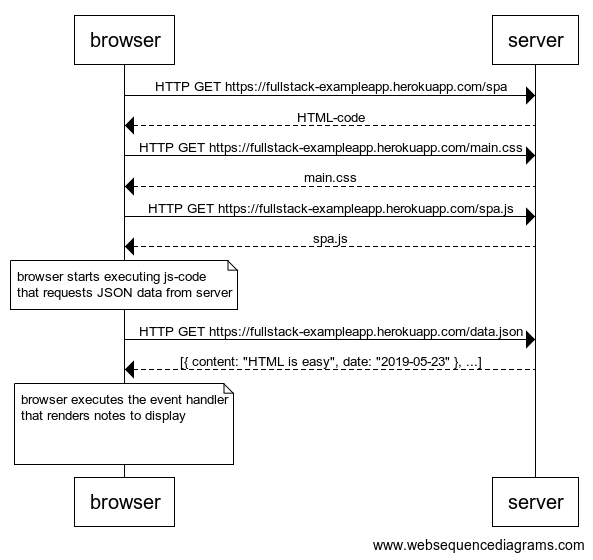 browser
server
HTTP GET https://fullstack-exampleapp.herokuapp.com/spa
HTML-code
HTTP GET https://fullstack-exampleapp.herokuapp.com/main.css
main.css
HTTP GET https://fullstack-exampleapp.herokuapp.com/spa.js
spa.js
browser starts executing js-code
that requests JSON data from server
HTTP GET https://fullstack-exampleapp.herokuapp.com/data.json
[{ content: "HTML is easy", date: "2019-05-23" }, ...]
browser executes the event handler
that renders notes to display
browser
server
www.websequencediagrams.com